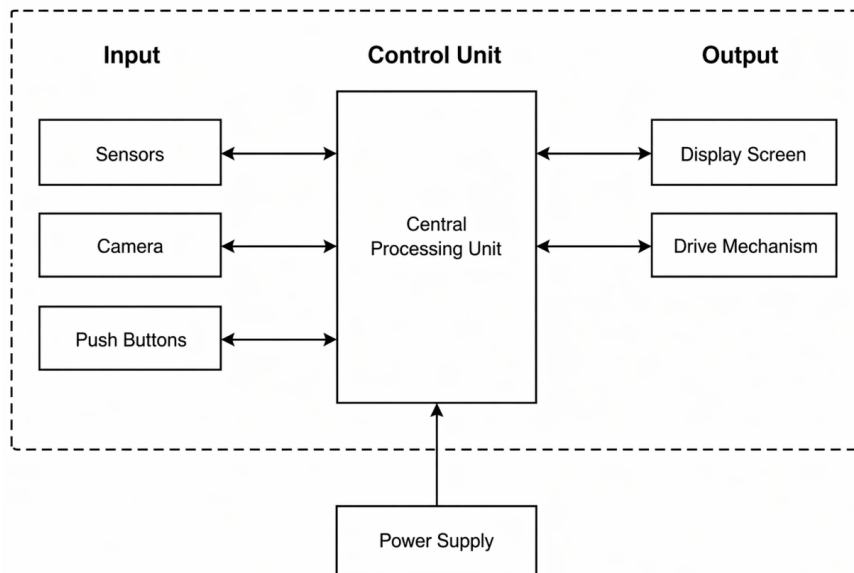 Input
Control Unit
Output
Sensors
Camera
Push Buttons
Central
Processing Unit
Display Screen
Drive Mechanism
Power Supply